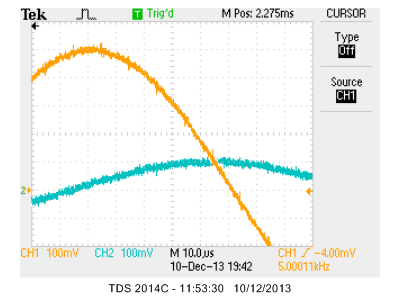 Tek T Trig'd M Pos: 2.275ms CURSOR
Type
Off
Source
CH1
2
CH1 100mV CH2 100mV M 10.0µs CH1 -4.00mV
10-Dec-13 19:42 5.00011kHz
TDS 2014C - 11:53:30 10/12/2013